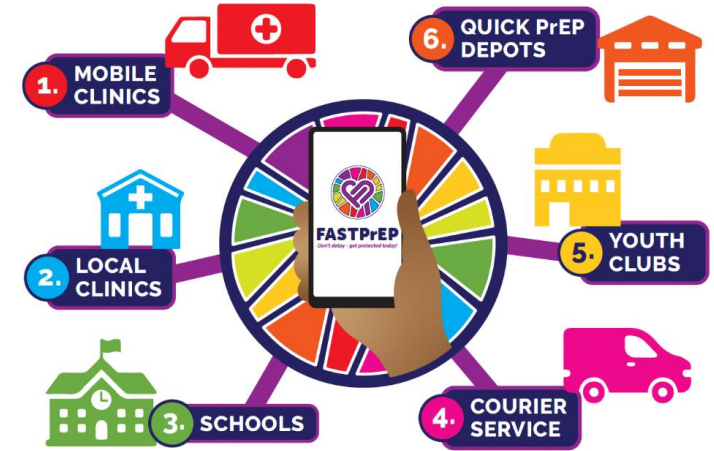 1. MOBILE
CLINICS
2. LOCAL
CLINICS
3. SCHOOLS
4. COURIER
SERVICE
5. YOUTH
CLUBS
6. QUICK PrEP
DEPOTS
FASTPrEP
Don't delay - get protected today!